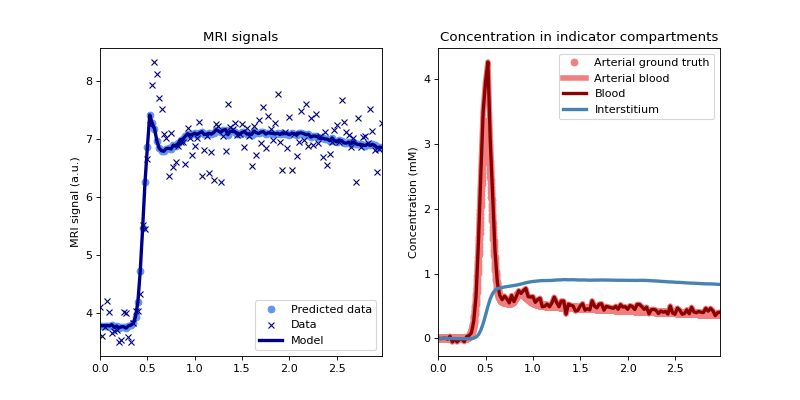 MRI signals
MRI signal (a.u.)
8
7
6
5
4
0.0 0.5 1.0 1.5 2.0 2.5
Predicted data
Data
Model
Concentration in indicator compartments
Concentration (mM)
4
3
2
1
0
0.0 0.5 1.0 1.5 2.0 2.5
Arterial ground truth
Arterial blood
Blood
Interstitium